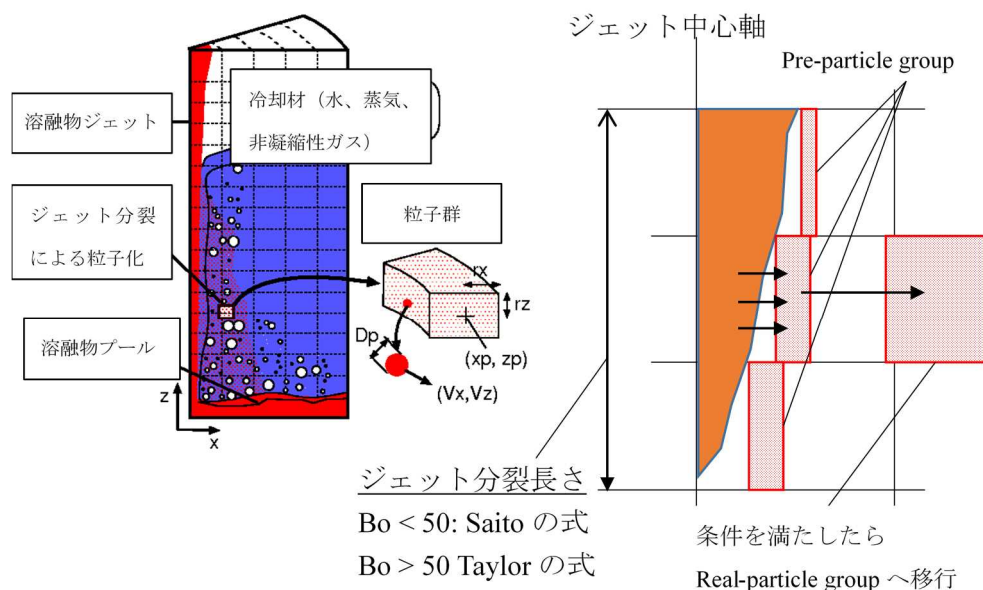 溶融物ジェット
冷却材（水、蒸気、
非凝縮性ガス）
ジェット分裂
による粒子化
粒子群
rx
rz
Dp
(xp, zp)
(Vx,Vz)
溶融物プール
z
x
ジェット分裂長さ
Bo < 50: Saito の式
Bo > 50 Taylor の式
ジェット中心軸
Pre-particle group
条件を満たしたら
Real-particle group へ移行